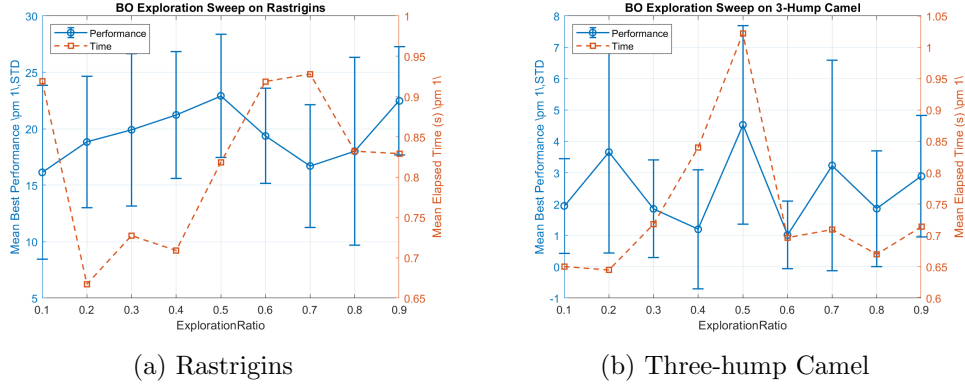 BO Exploration Sweep on Rastrigins
Performance
Time
Mean Best Performance \pm 1\,STD
30
25
20
15
10
5
1
0.95
0.9
0.85
0.8
0.75
0.7
0.65
Mean Elapsed Time (s) \pm 1\
0.1 0.2 0.3 0.4 0.5 0.6 0.7 0.8 0.9
ExplorationRatio
(a) Rastrigins
BO Exploration Sweep on 3-Hump Camel
Performance
Time
Mean Best Performance \pm 1\,STD
8
7
6
5
4
3
2
1
0
-1
1.05
1
0.95
0.9
0.85
0.8
0.75
0.7
0.65
0.6
Mean Elapsed Time (s) \pm 1\
0.1 0.2 0.3 0.4 0.5 0.6 0.7 0.8 0.9
ExplorationRatio
(b) Three-hump Camel